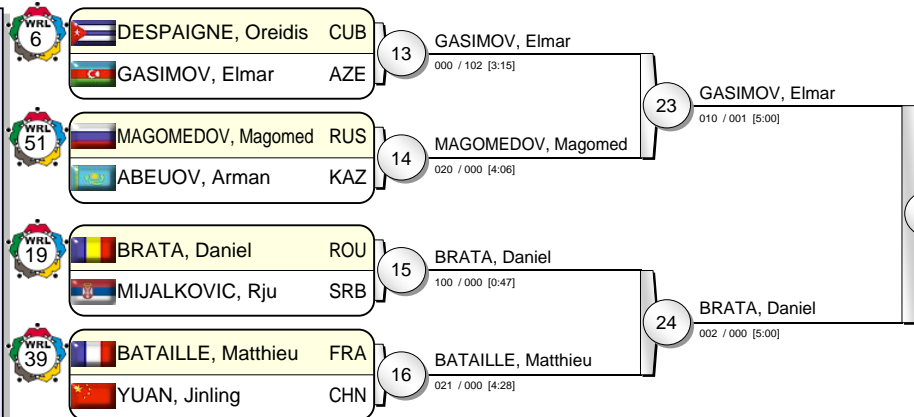 WRL
6
DESPAIGNE, Oreidis CUB
GASIMOV, Elmar AZE
13
GASIMOV, Elmar
000 / 102 [3:15]
23
GASIMOV, Elmar
010 / 001 [5:00]
WRL
51
MAGOMEDOV, Magomed RUS
ABEUOV, Arman KAZ
14
MAGOMEDOV, Magomed
020 / 000 [4:06]
WRL
19
BRATA, Daniel ROU
MIJALKOVIC, Rju SRB
15
BRATA, Daniel
100 / 000 [0:47]
24
BRATA, Daniel
002 / 000 [5:00]
WRL
39
BATAILLE, Matthieu FRA
YUAN, Jinling CHN
16
BATAILLE, Matthieu
021 / 000 [4:28]